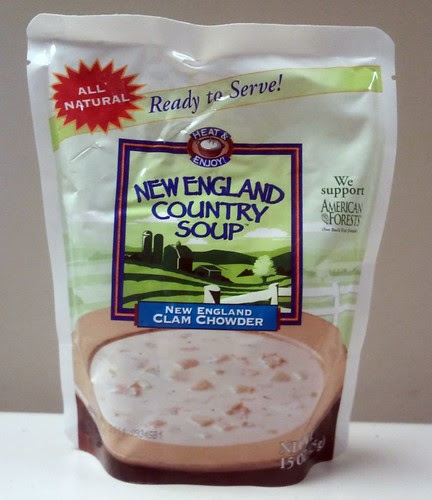 ALL
NATURAL
Ready to Serve!
HEAT &
ENJOY!
NEW ENGLAND
COUNTRY
SOUP
We
support
AMERICAN
FORESTS
NEW ENGLAND
CLAM CHOWDER